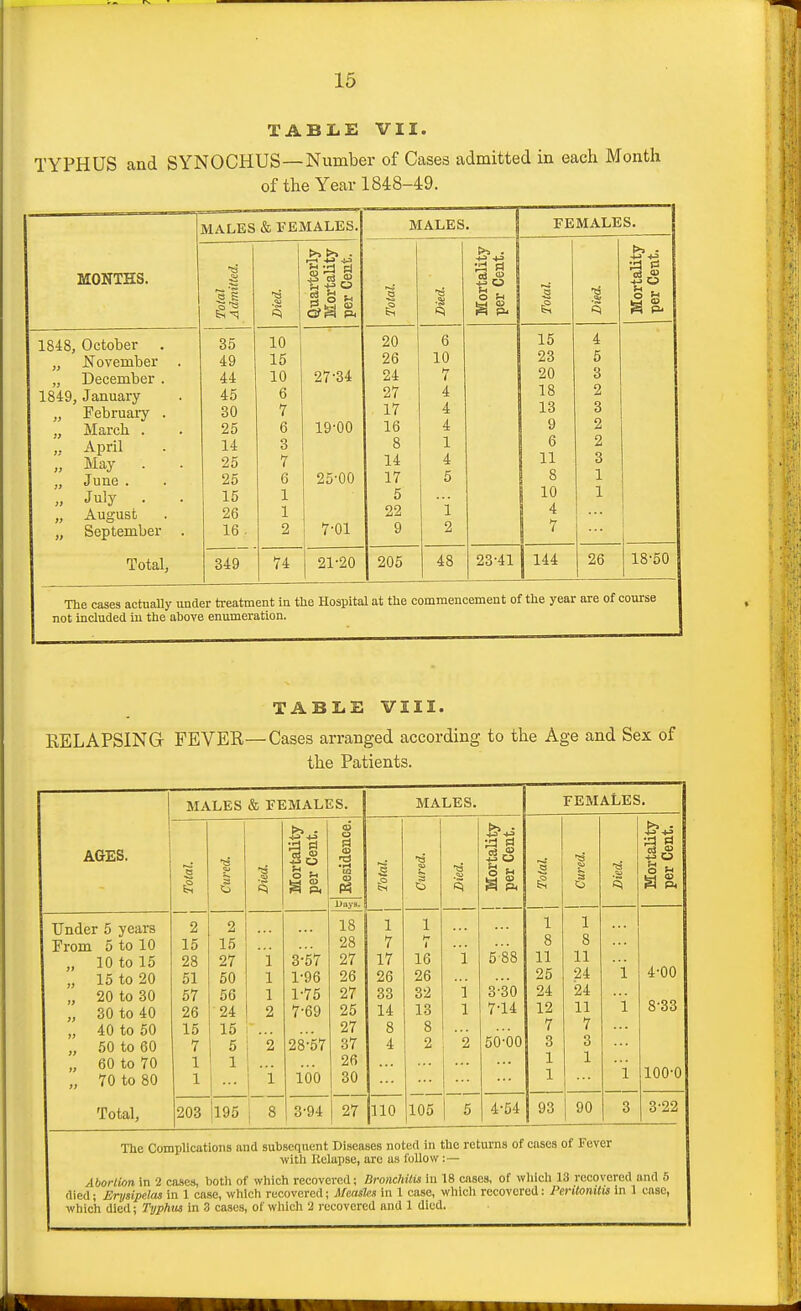 15
TABLE VII.
TYPHUS and SYNOCHUS—Number of Cases admitted in each Month
of the Year 1848–49.
MONTHS. | MALES & FEMALES. | MALES. | FEMALES.
Total Admitted. | Died. | Quarterly Mortality per Cent. | Total. | Died. | Mortality per Cent. | Total. | Died. | Mortality per Cent.
1848, October . 35 10 20 6 15 4
„ November . 49 15 26 10 23 5
„ December . 44 10 27·34 24 7 20 3
1849, January . 45 6 27 4 18 2
„ February . 30 7 17 4 13 3
„ March . . 25 6 19·00 16 4 9 2
„ April . 14 3 8 1 6 2
„ May . . 25 7 14 4 11 3
„ June . . 25 6 25·00 17 5 8 1
„ July . . 15 1 5 ... 10 1
„ August . 26 1 22 1 4 ...
„ September . 16 . 2 7·01 9 2 7 ...
Total, 349 74 21·20 205 48 23·41 144 26 18·50
The cases actually under treatment in the Hospital at the commencement of the year are of course
not included in the above enumeration.
TABLE VIII.
RELAPSING FEVER—Cases arranged according to the Age and Sex of
the Patients.
AGES. | MALES & FEMALES. | MALES. | FEMALES.
Total. | Cured. | Died. | Mortality per Cent. | Residence. | Total. | Cured. | Died. | Mortality per Cent. | Total. | Cured. | Died. | Mortality per Cent.
Days.
Under 5 years 2 2 ... ... 18 1 1 ... ... 1 1 ...
From 5 to 10 15 15 ... ... 28 7 7 ... ... 8 8 ...
„ 10 to 15 28 27 1 3·57 27 17 16 1 5·88 11 11 ...
„ 15 to 20 51 50 1 1·96 26 26 26 ... ... 25 24 1 4·00
„ 20 to 30 57 56 1 1·75 27 33 32 1 3·30 24 24 ...
„ 30 to 40 26 24 2 7·69 25 14 13 1 7·14 12 11 1 8·33
„ 40 to 50 15 15 ... ... 27 8 8 ... ... 7 7 ...
„ 50 to 60 7 5 2 28·57 37 4 2 2 50·00 3 3 ...
„ 60 to 70 1 1 ... ... 26 ... ... ... ... 1 1 ...
„ 70 to 80 1 ... 1 100 30 ... ... ... ... 1 ... 1 100·0
Total, 203 195 8 3·94 27 110 105 5 4·54 93 90 3 3·22
The Complications and subsequent Diseases noted in the returns of cases of Fever
with Relapse, are as follow :—
Abortion in 2 cases, both of which recovered; Bronchitis in 18 cases, of which 13 recovered and 5
died; Erysipelas in 1 case, which recovered; Measles in 1 case, which recovered: Peritonitis in 1 case,
which died; Typhus in 3 cases, of which 2 recovered and 1 died.